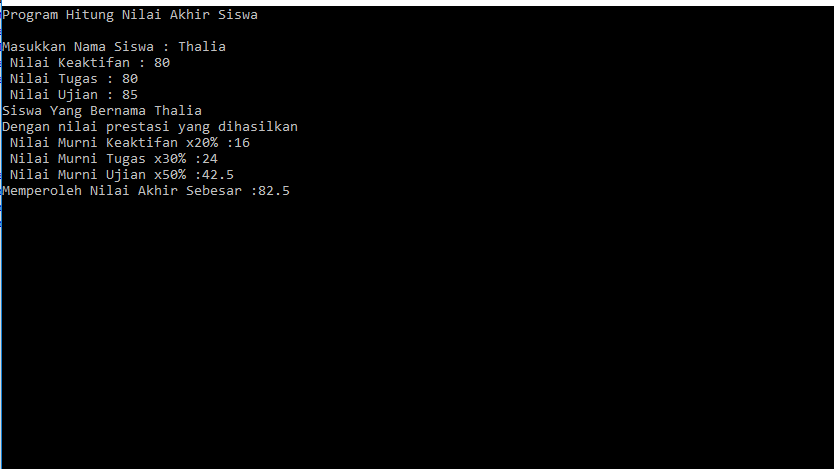 Program Hitung Nilai Akhir Siswa
Masukkan Nama Siswa : Thalia
Nilai Keaktifan : 80
Nilai Tugas : 80
Nilai Ujian : 85
Siswa Yang Bernama Thalia
Dengan nilai prestasi yang dihasilkan
Nilai Murni Keaktifan x20% :16
Nilai Murni Tugas x30% :24
Nilai Murni Ujian x50% :42.5
Memperoleh Nilai Akhir Sebesar :82.5